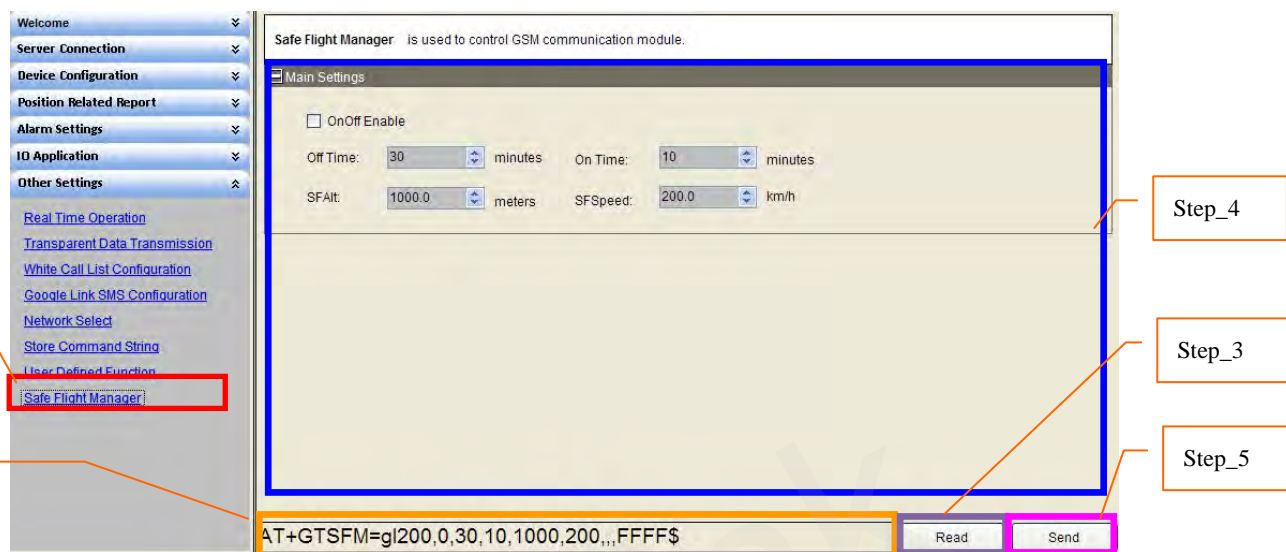 Welcome
Server Connection
Device Configuration
Position Related Report
Alarm Settings
IO Application
Other Settings
Real Time Operation
Transparent Data Transmission
White Call List Configuration
Google Link SMS Configuration
Network Select
Store Command String
User Defined Function
Safe Flight Manager
Safe Flight Manager is used to control GSM communication module.
Main Settings
OnOff Enable
Off Time: 30 minutes On Time: 10 minutes
SFAlt: 1000.0 meters SFSpeed: 200.0 km/h
AT+GTSFM=gl200,0,30,10,1000,200,,,FFFF$
Read
Send
Step_4
Step_3
Step_5